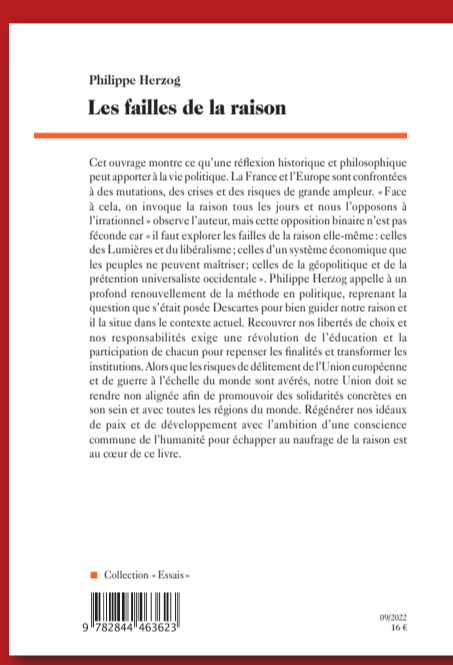 Philippe Herzog
Les failles de la raison
Cet ouvrage montre ce qu'une réflexion historique et philosophique
peut apporter à la vie politique. La France et l'Europe sont confrontées
à des mutations, des crises et des risques de grande ampleur. « Face
à cela, on invoque la raison tous les jours et nous l'opposons à
l'irrationnel » observe l'auteur, mais cette opposition binaire n'est pas
féconde car « il faut explorer les failles de la raison elle-même : celles
des Lumières et du libéralisme ; celles d'un système économique que
les peuples ne peuvent maîtriser ; celles de la géopolitique et de la
prétention universaliste occidentale ». Philippe Herzog appelle à un
profond renouvellement de la méthode en politique, reprenant la
question que s'était posée Descartes pour bien guider notre raison et
il la situe dans le contexte actuel. Recouvrer nos libertés de choix et
nos responsabilités exige une révolution de l'éducation et la
participation de chacun pour repenser les finalités et transformer les
institutions. Alors que les risques de délitement de l'Union européenne
et de guerre à l'échelle du monde sont avérés, notre Union doit se
rendre non alignée afin de promouvoir des solidarités concrètes en
son sein et avec toutes les régions du monde. Régénérer nos idéaux
de paix et de développement avec l'ambition d'une conscience
commune de l'humanité pour échapper au naufrage de la raison est
au cœur de ce livre.
Collection « Essais »
9 782844 463623
09/2022
16 €